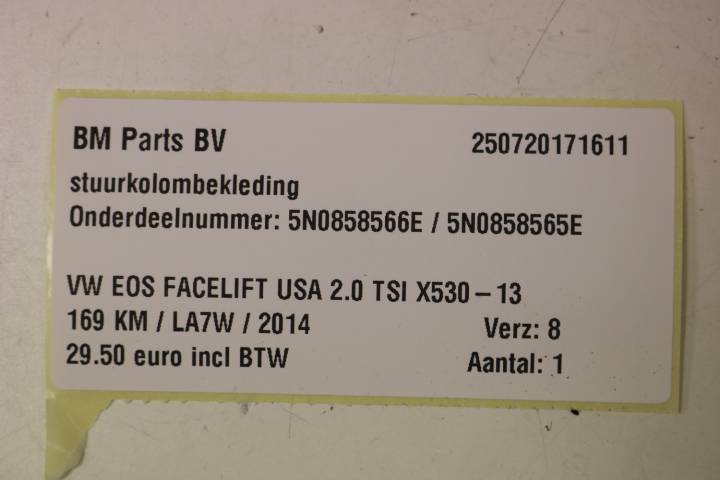 BM Parts BV 250720171611
stuurkolombekleding
Onderdeelnummer: 5N0858566E / 5N0858565E
VW EOS FACELIFT USA 2.0 TSI X530 – 13
169 KM / LA7W / 2014 Verz: 8
29.50 euro incl BTW Aantal: 1